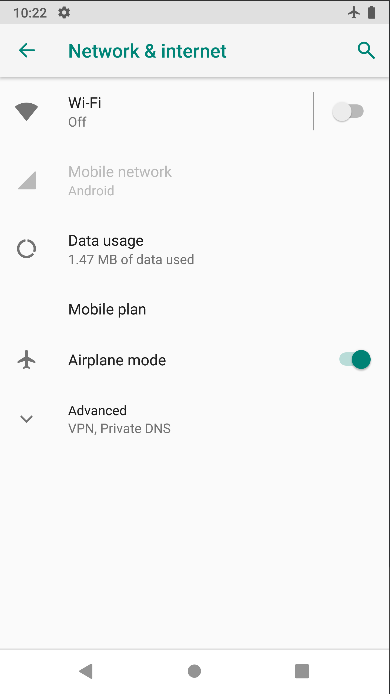 10:22
Network & internet
Wi-Fi
Off
Mobile network
Android
Data usage
1.47 MB of data used
Mobile plan
Airplane mode
Advanced
VPN, Private DNS